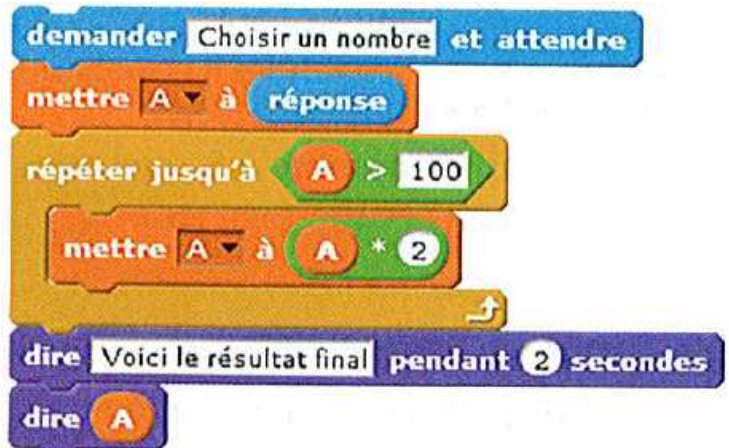 demander Choisir un nombre et attendre
mettre A à réponse
répéter jusqu'à A > 100
mettre A à A * 2
dire Voici le résultat final pendant 2 secondes
dire A